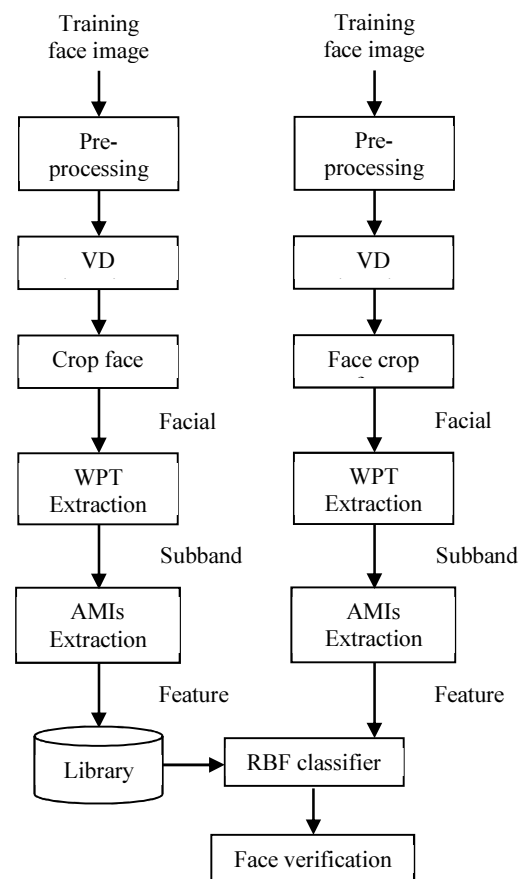 Training
face image
Pre-
processing
VD
Crop face
Facial
WPT
Extraction
Subband
AMIs
Extraction
Feature
Library
Training
face image
Pre-
processing
VD
Face crop
Facial
WPT
Extraction
Subband
AMIs
Extraction
Feature
RBF classifier
Face verification